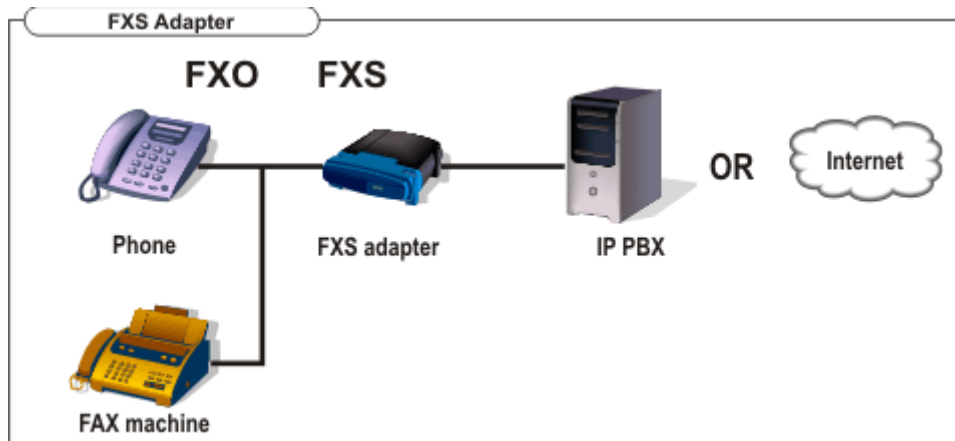 FXS Adapter
FXO FXS
OR
Internet
Phone
FXS adapter
IP PBX
FAX machine